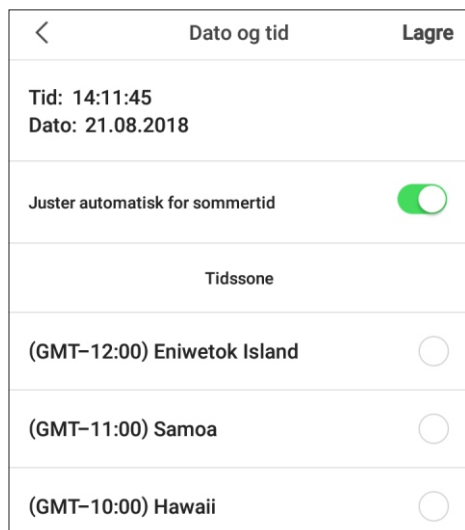 Dato og tid Lagre
Tid: 14:11:45
Dato: 21.08.2018
Juster automatisk for sommertid
Tidssone
(GMT-12:00) Eniwetok Island
(GMT-11:00) Samoa
(GMT-10:00) Hawaii